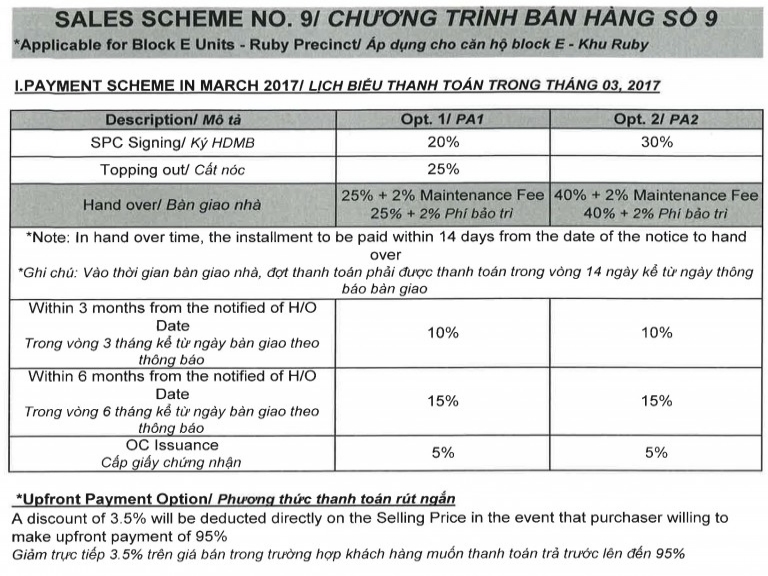 SALES SCHEME NO. 9/ CHƯƠNG TRÌNH BÁN HÀNG SỐ 9
*Applicable for Block E Units - Ruby Precinct/ Áp dụng cho căn hộ block E - Khu Ruby
I.PAYMENT SCHEME IN MARCH 2017/ LỊCH BIỂU THANH TOÁN TRONG THÁNG 03, 2017
Description/ Mô tả Opt. 1/ PA1 Opt. 2/ PA2
SPC Signing/ Ký HDMB 20% 30%
Topping out/ Cất nóc 25%
Hand over/ Bàn giao nhà 25% + 2% Maintenance Fee 40% + 2% Maintenance Fee
25% + 2% Phí bảo trì 40% + 2% Phí bảo trì
*Note: In hand over time, the installment to be paid within 14 days from the date of the notice to hand
over
*Ghi chú: Vào thời gian bàn giao nhà, đợt thanh toán phải được thanh toán trong vòng 14 ngày kể từ ngày thông
báo bàn giao
Within 3 months from the notified of H/O
Date
Trong vòng 3 tháng kể từ ngày bàn giao theo
thông báo
10% 10%
Within 6 months from the notified of H/O
Date
Trong vòng 6 tháng kể từ ngày bàn giao theo
thông báo
15% 15%
OC Issuance
Cấp giấy chứng nhận
5% 5%
*Upfront Payment Option/ Phương thức thanh toán rút ngắn
A discount of 3.5% will be deducted directly on the Selling Price in the event that purchaser willing to
make upfront payment of 95%
Giảm trực tiếp 3.5% trên giá bán trong trường hợp khách hàng muốn thanh toán trả trước lên đến 95%